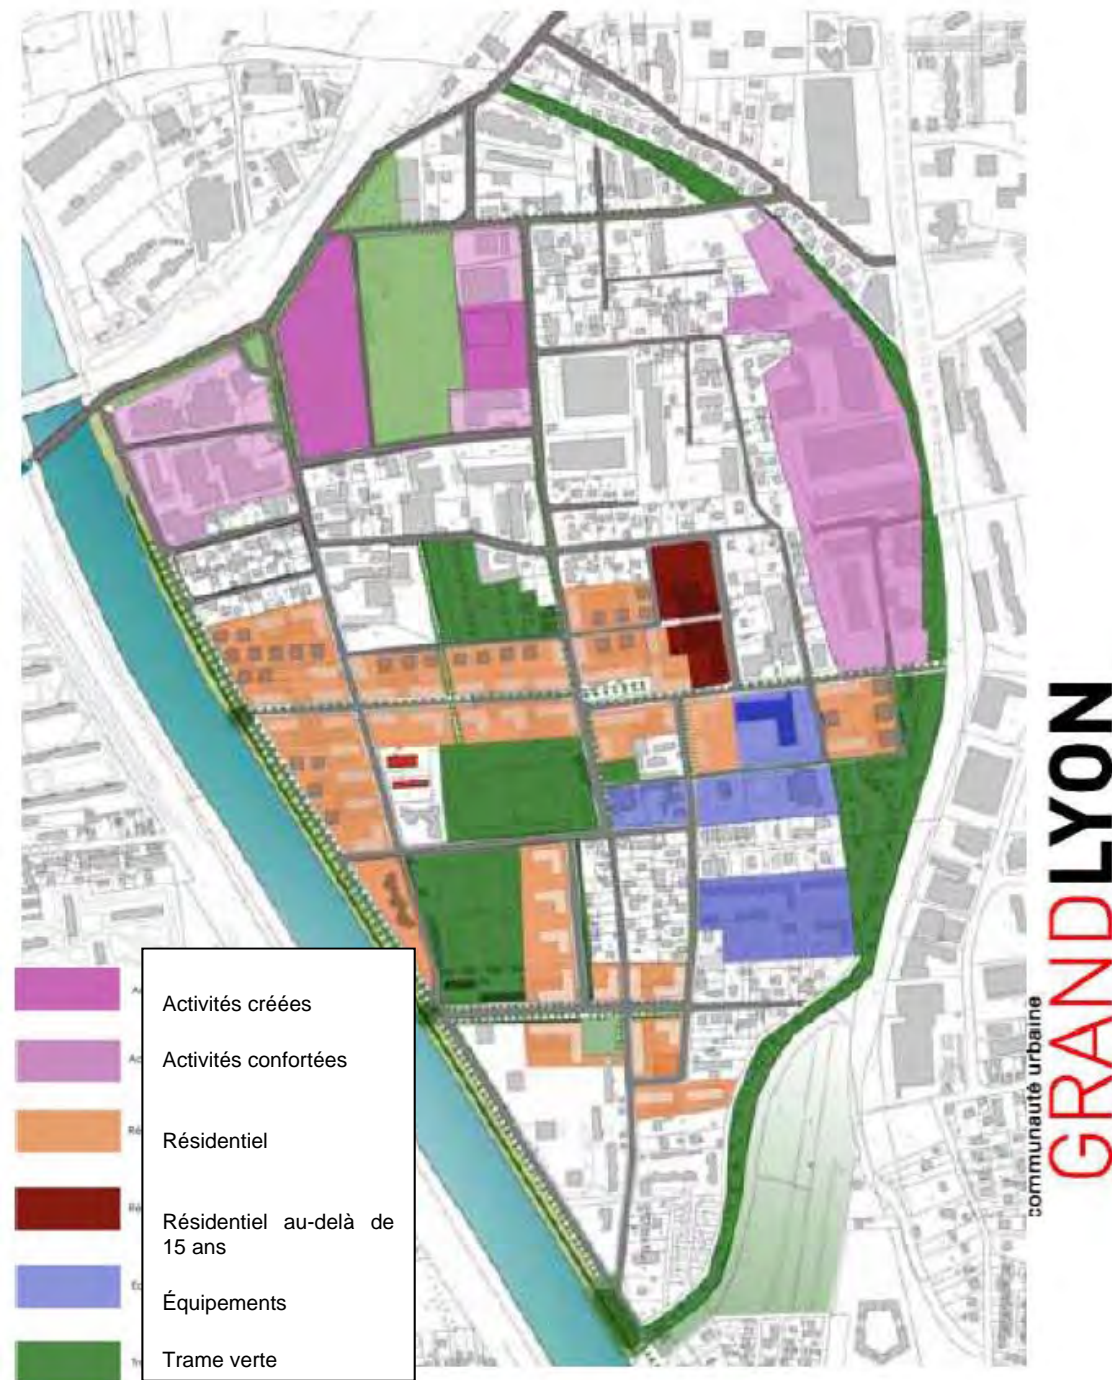 Activités créées
Activités confortées
Résidentiel
Résidentiel au-delà de
15 ans
Équipements
Trame verte
communauté urbaine
GRANDLYON